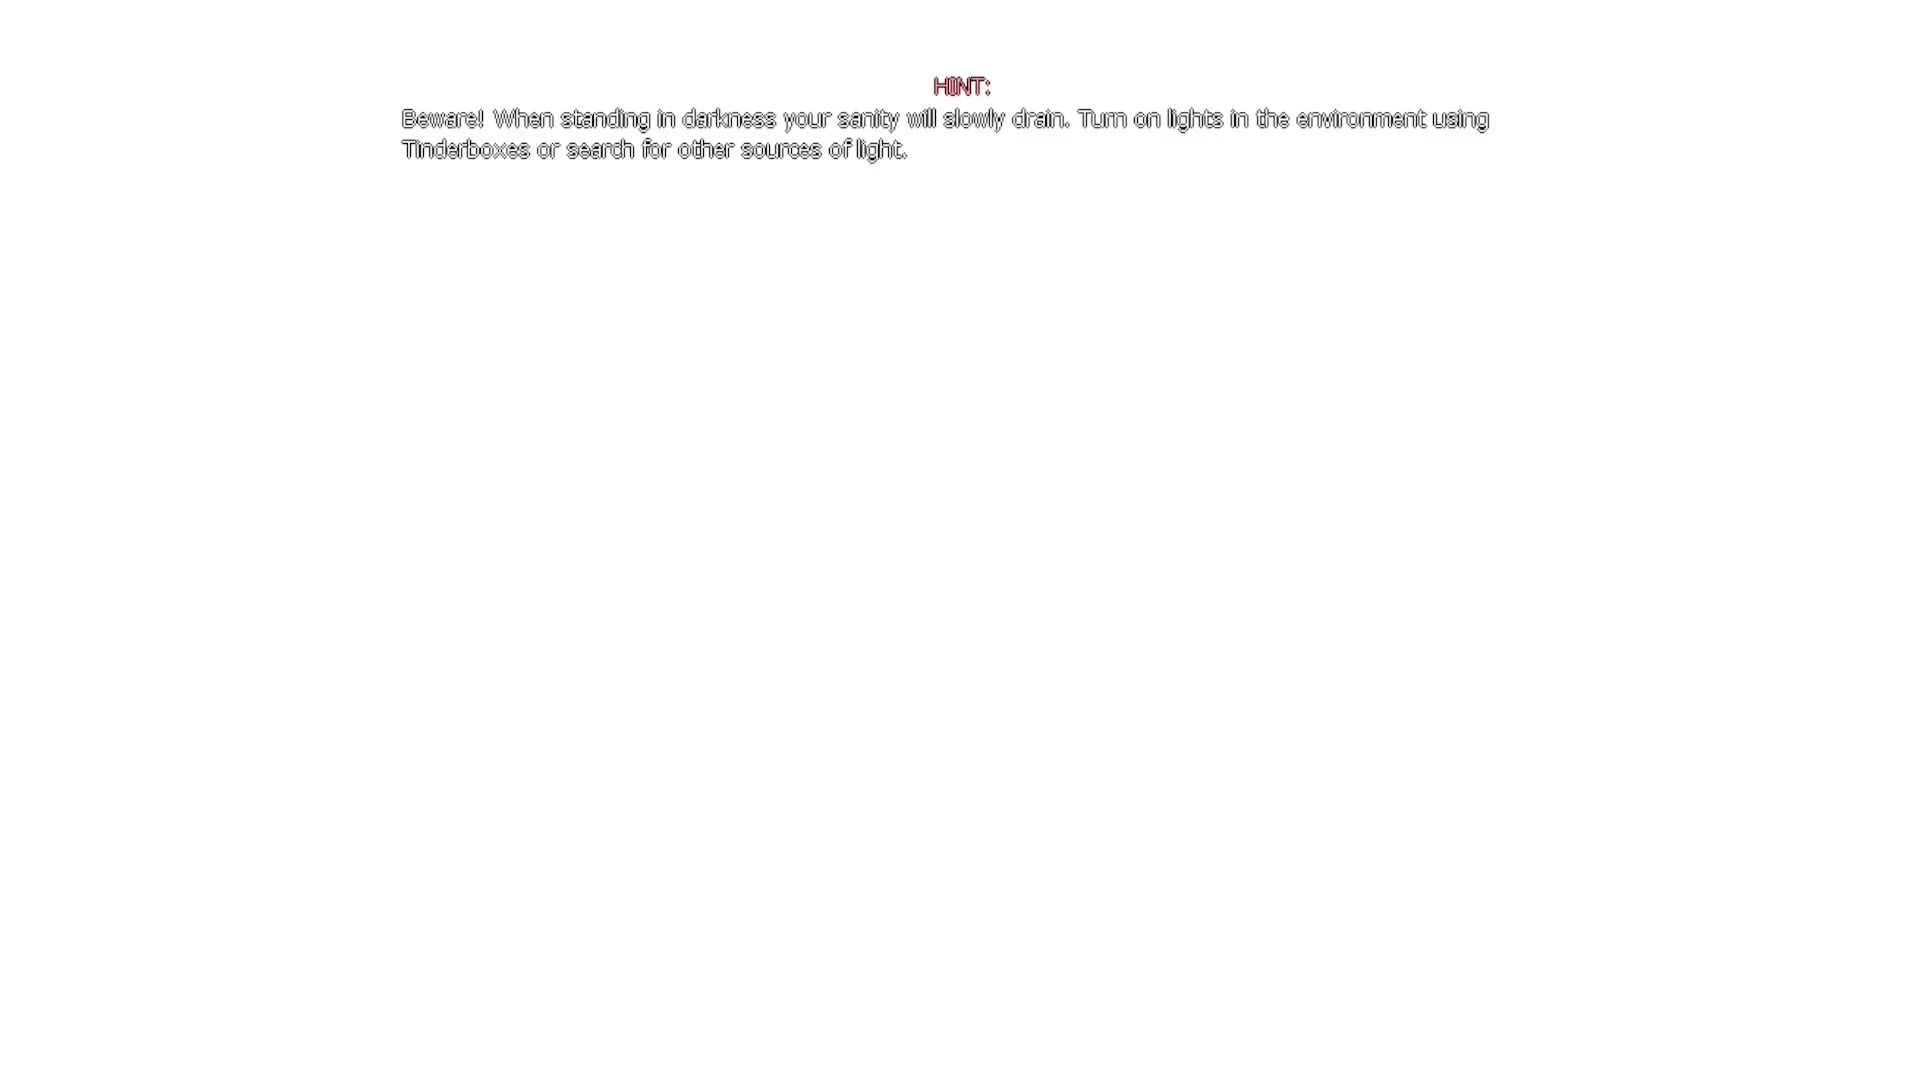 HINT:
Beware! When standing in darkness your sanity will slowly drain. Turn on lights in the environment using
Tinderboxes or search for other sources of light.